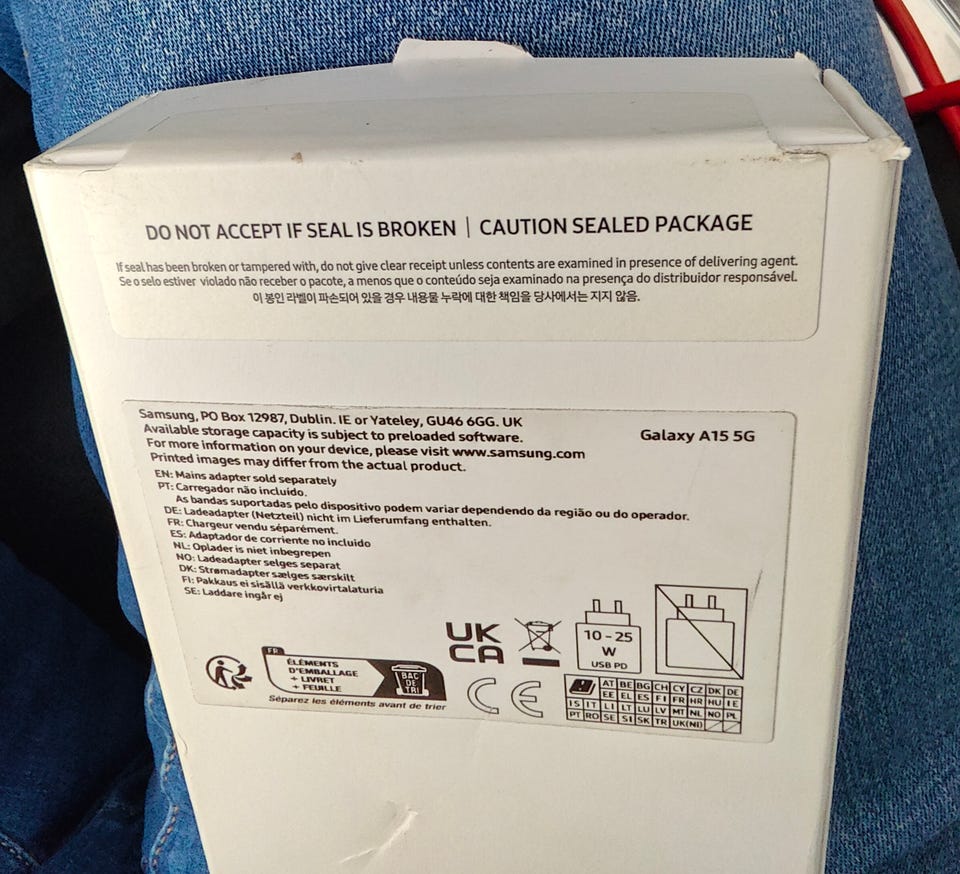 DO NOT ACCEPT IF SEAL IS BROKEN | CAUTION SEALED PACKAGE
If seal has been broken or tampered with, do not give clear receipt unless contents are examined in presence of delivering agent.
Se o selo estiver violado não receber o pacote, a menos que o conteúdo seja examinado na presença do distribuidor responsável.
이 봉인 라벨이 파손되어 있을 경우 내용물 누락에 대한 책임을 당사에서는 지지 않음.
Samsung, PO Box 12987, Dublin. IE or Yateley, GU46 6GG. UK
Available storage capacity is subject to preloaded software.
For more information on your device, please visit www.samsung.com
Printed images may differ from the actual product.
Galaxy A15 5G
EN: Mains adapter sold separately
PT: Carregador não incluído.
As bandas suportadas pelo dispositivo podem variar dependendo da região ou do operador.
DE: Ladeadapter (Netzteil) nicht im Lieferumfang enthalten.
FR: Chargeur vendu séparément.
ES: Adaptador de corriente no incluido
NL: Oplader is niet inbegrepen
NO: Ladeadapter selges separat
DK: Strømadapter sælges særskilt
FI: Pakkaus ei sisällä verkkovirtalaturia
SE: Laddare ingår ej
FR
ÉLÉMENTS
D'EMBALLAGE
+ LIVRET
+ FEUILLE
BAC
DE
TRI
Séparez les éléments avant de trier
UK
CA
CE
10 - 25
W
USB PD
AT BE BG CH CY CZ DK DE
EE EL ES FI FR HR HU IE
IS IT LI LT LU LV MT NL NO PL
PT RO SE SI SK TR UK(NI)